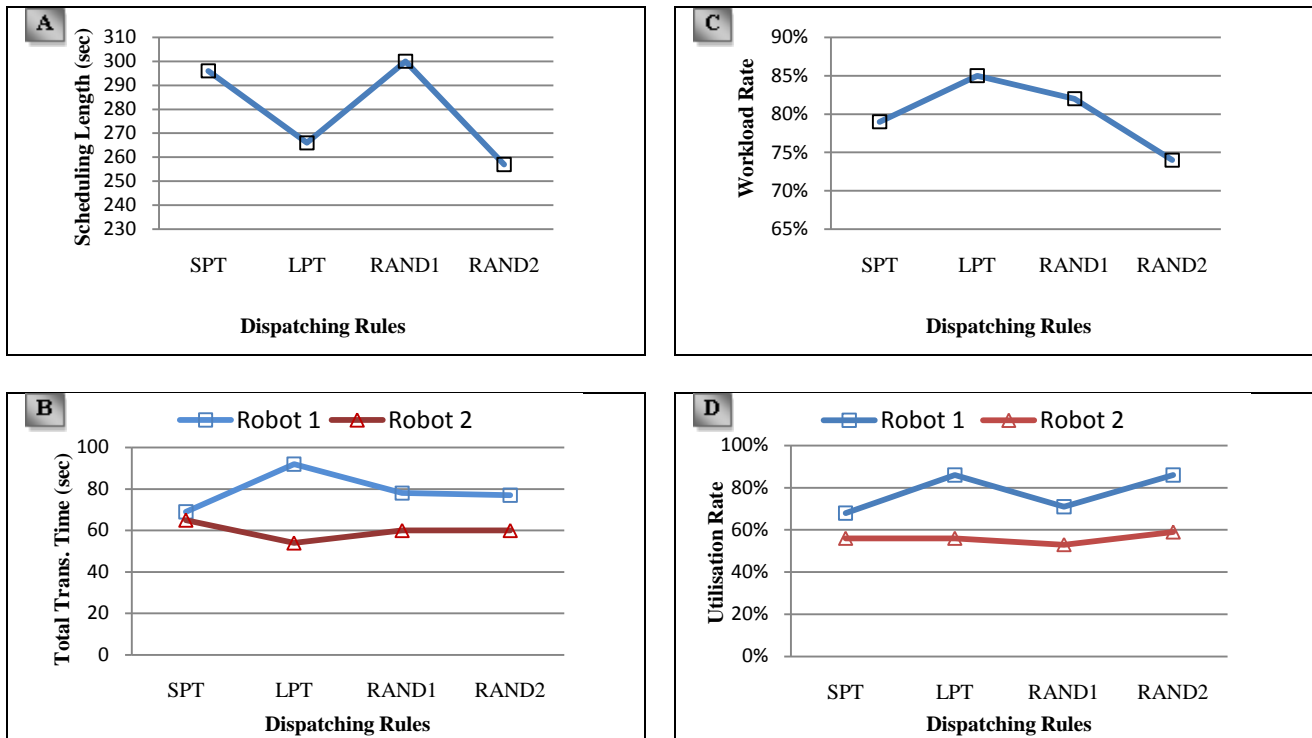 A
Scheduling Length (sec)
310
300
290
280
270
260
250
240
230
SPT LPT RAND1 RAND2
Dispatching Rules
C
Workload Rate
90%
85%
80%
75%
70%
65%
SPT LPT RAND1 RAND2
Dispatching Rules
B
Robot 1 Robot 2
Total Trans. Time (sec)
100
80
60
40
20
0
SPT LPT RAND1 RAND2
Dispatching Rules
D
Robot 1 Robot 2
Utilisation Rate
100%
80%
60%
40%
20%
0%
SPT LPT RAND1 RAND2
Dispatching Rules